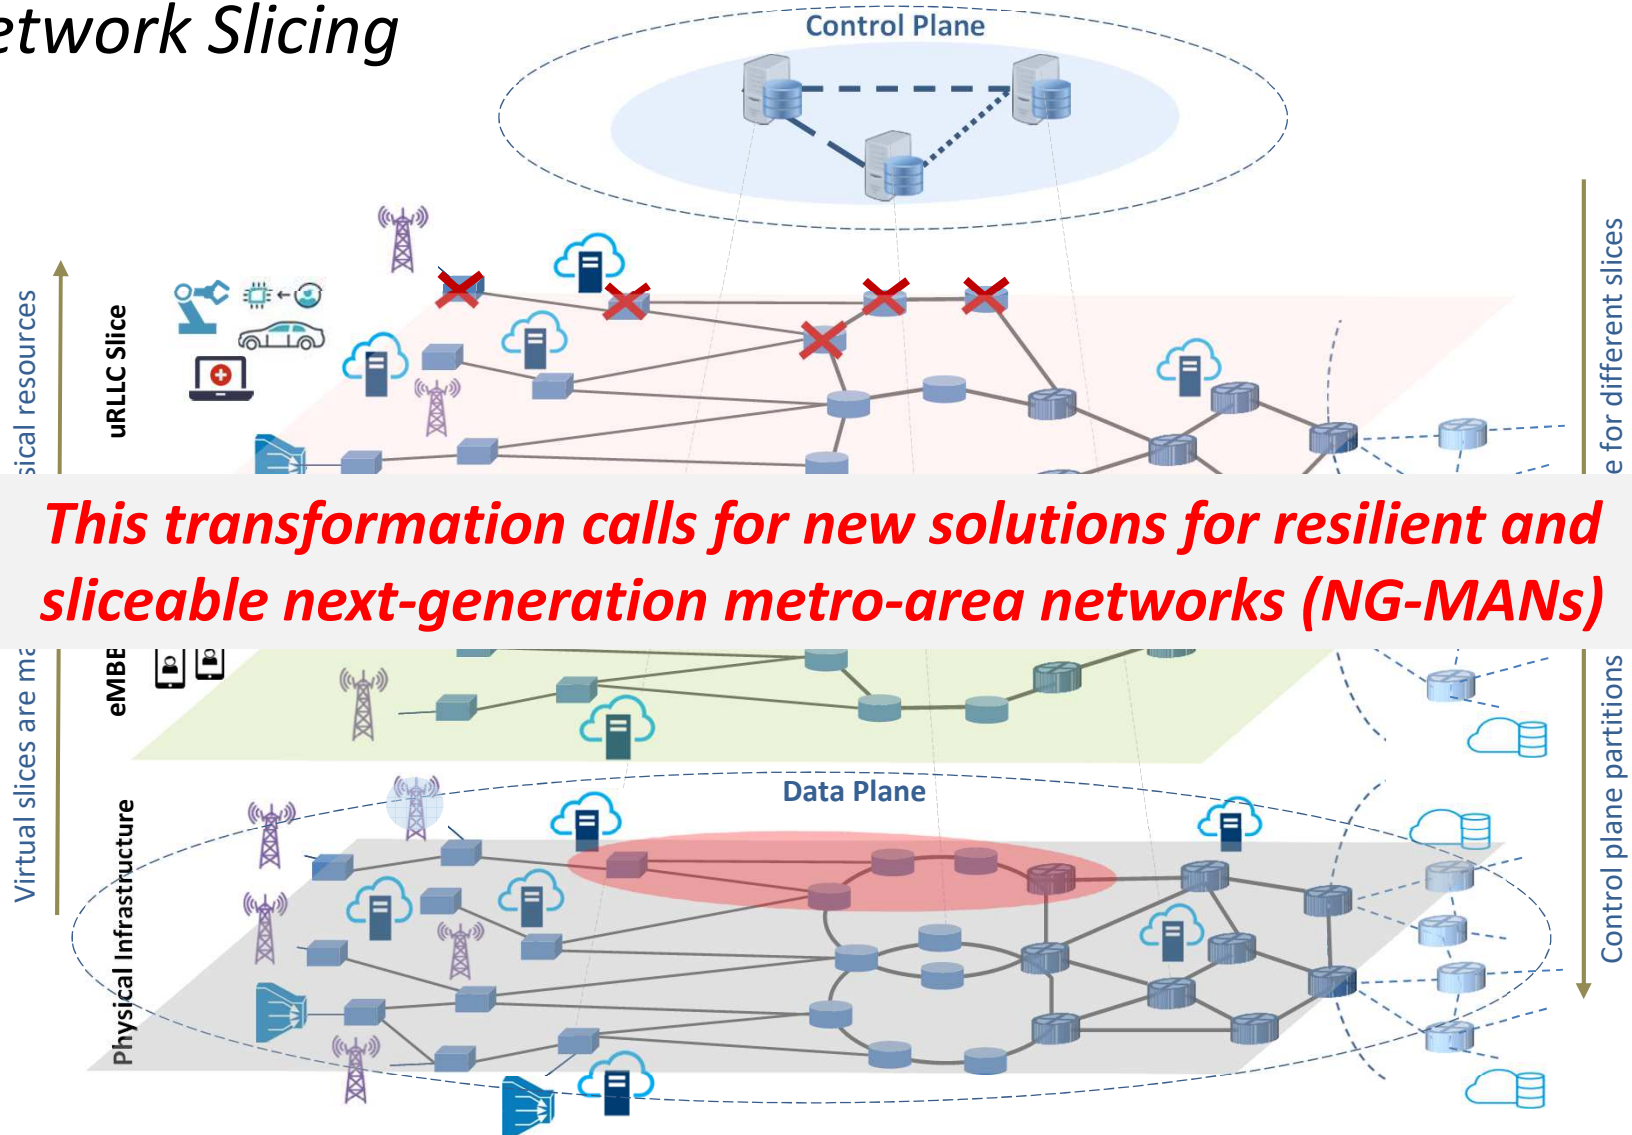 etwork Slicing
Control Plane
uRLLC Slice
sical resources
e for different slices
This transformation calls for new solutions for resilient and
sliceable next-generation metro-area networks (NG-MANs)
eMBB
Virtual slices are ma
Control plane partitions
Data Plane
Physical Infrastructure